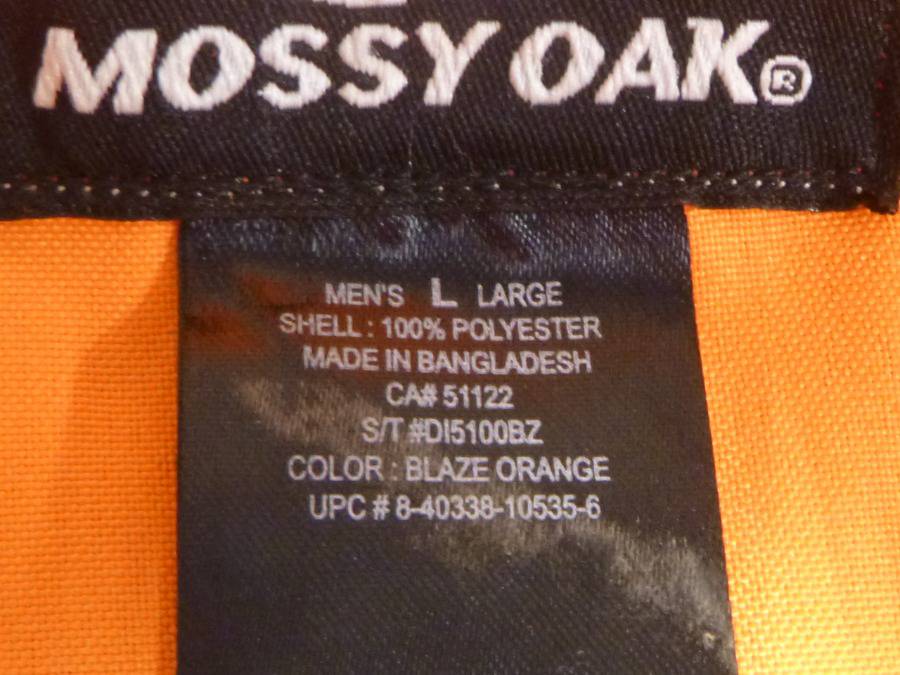 MOSSY OAK®
MEN'S L LARGE
SHELL : 100% POLYESTER
MADE IN BANGLADESH
CA# 51122
S/T #DI5100BZ
COLOR : BLAZE ORANGE
UPC # 8-40338-10535-6